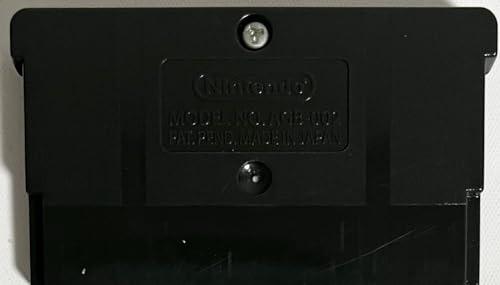 Nintendo®
MODEL NO. AGB-002
PAT. PEND. MADE IN JAPAN